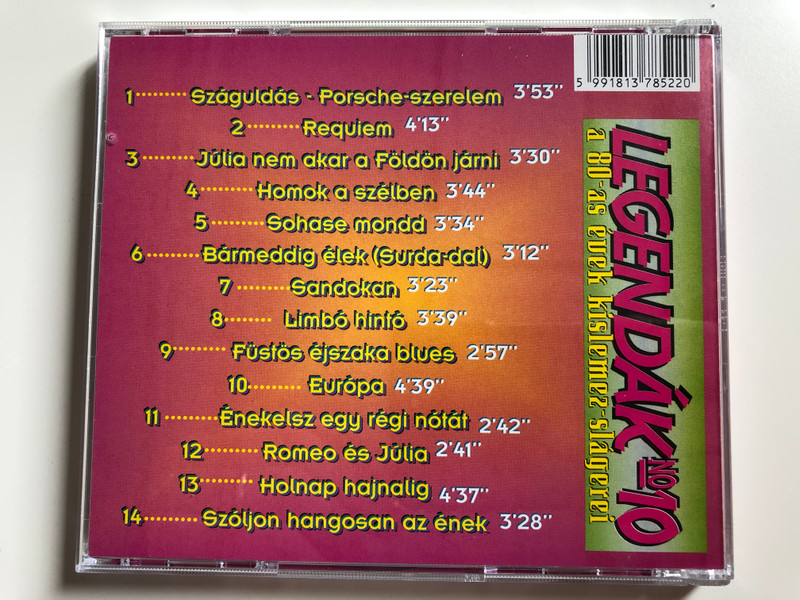 1 Száguldás - Porsche-szerelem 3'53''
2 Requiem 4'13''
3 Júlia nem akar a Földön járni 3'30''
4 Homok a szélben 3'44''
5 Sohase mondd 3'34''
6 Bármeddig élek (Surda-dal) 3'12''
7 Sandokan 3'23''
8 Limbó hintó 3'39''
9 Füstös éjszaka blues 2'57''
10 Európa 4'39''
11 Énekelsz egy régi nótát 2'42''
12 Romeo és Júlia 2'41''
13 Holnap hajnalig 4'37''
14 Szóljon hangosan az ének 3'28''
5 991813 785220
LEGENDÁK NO 10
a 80-as évek kislemez slágerei